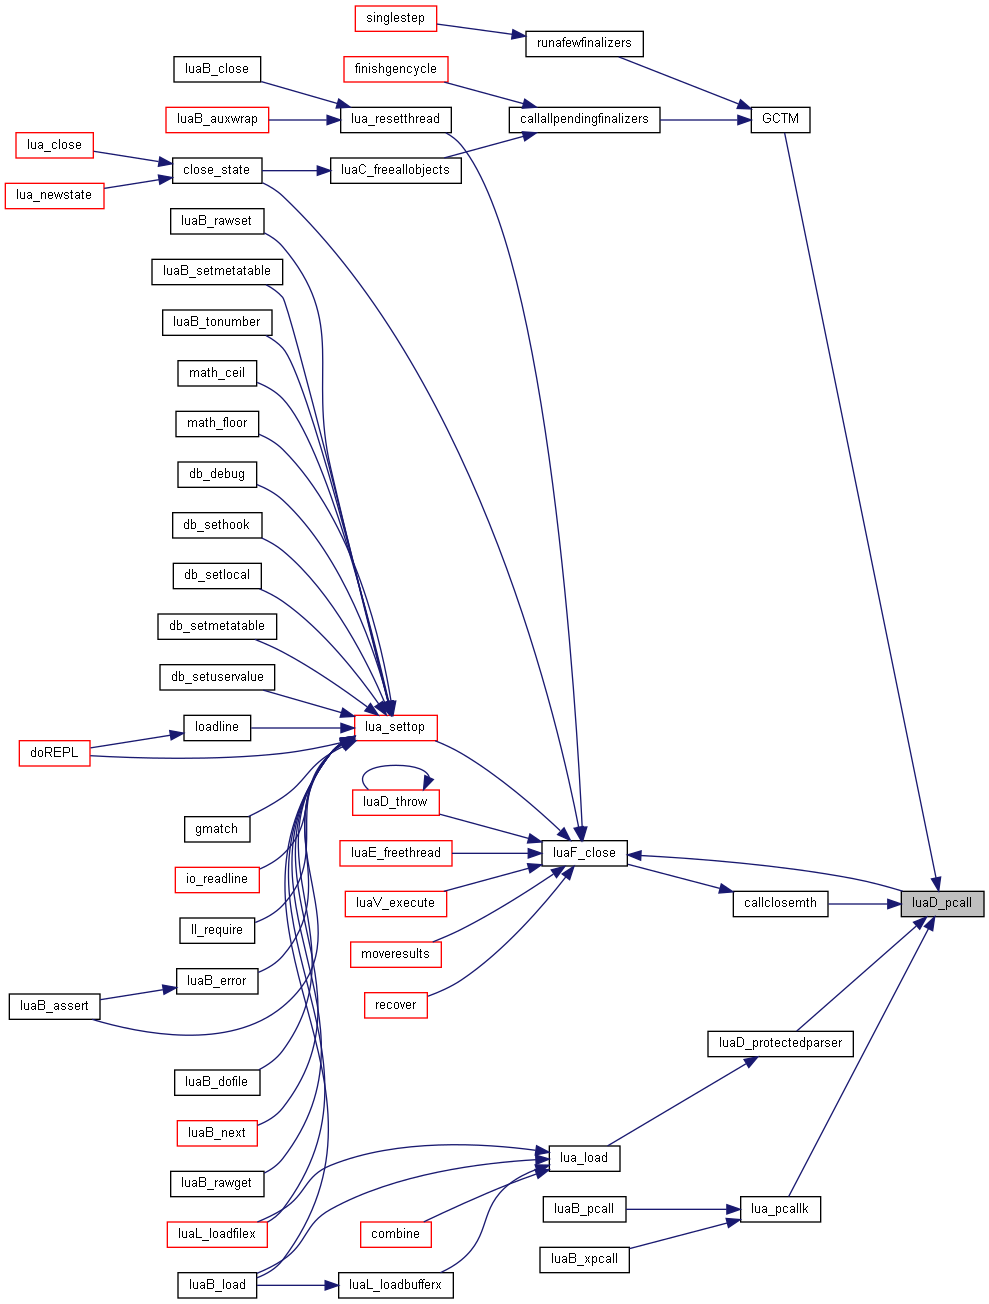 singlestep
runafewfinalizers
luaB_close
finishgencycle
luaB_auxwrap
lua_resetthread
callallpendingfinalizers
GCTM
lua_close
close_state
luaC_freeallobjects
lua_newstate
luaB_rawset
luaB_setmetatable
luaB_tonumber
math_ceil
math_floor
db_debug
db_sethook
db_setlocal
db_setmetatable
db_setuservalue
loadline
lua_settop
doREPL
luaD_throw
gmatch
luaE_freethread
luaF_close
io_readline
luaV_execute
callclosemth
luaD_pcall
ll_require
moveresults
luaB_error
luaB_assert
recover
luaD_protectedparser
luaB_dofile
luaB_next
lua_load
luaB_rawget
luaB_pcall
lua_pcallk
luaL_loadfilex
combine
luaB_xpcall
luaB_load
luaL_loadbufferx